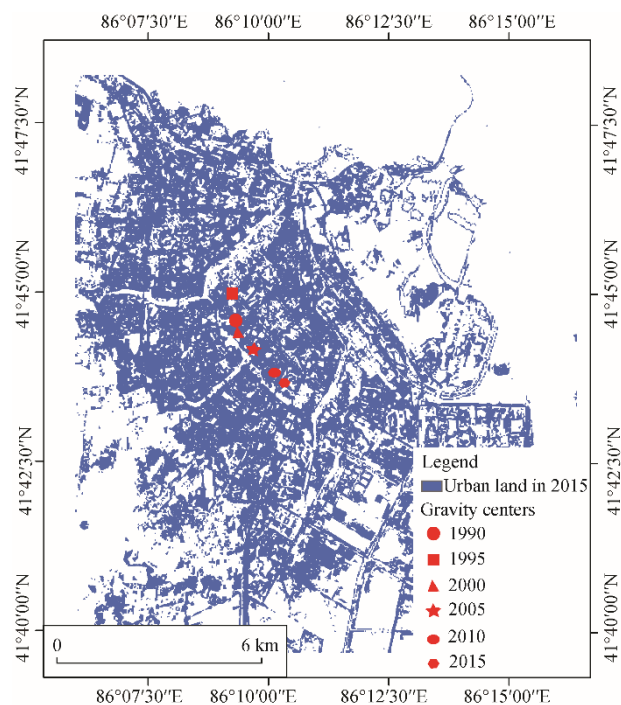 86°07′30″E 86°10′00″E 86°12′30″E 86°15′00″E
41°47′30″N 41°47′30″N
41°45′00″N 41°45′00″N
41°42′30″N 41°42′30″N
41°40′00″N 41°40′00″N
Legend
Urban land in 2015
Gravity centers
1990
1995
2000
2005
2010
2015
0 6 km
86°07′30″E 86°10′00″E 86°12′30″E 86°15′00″E